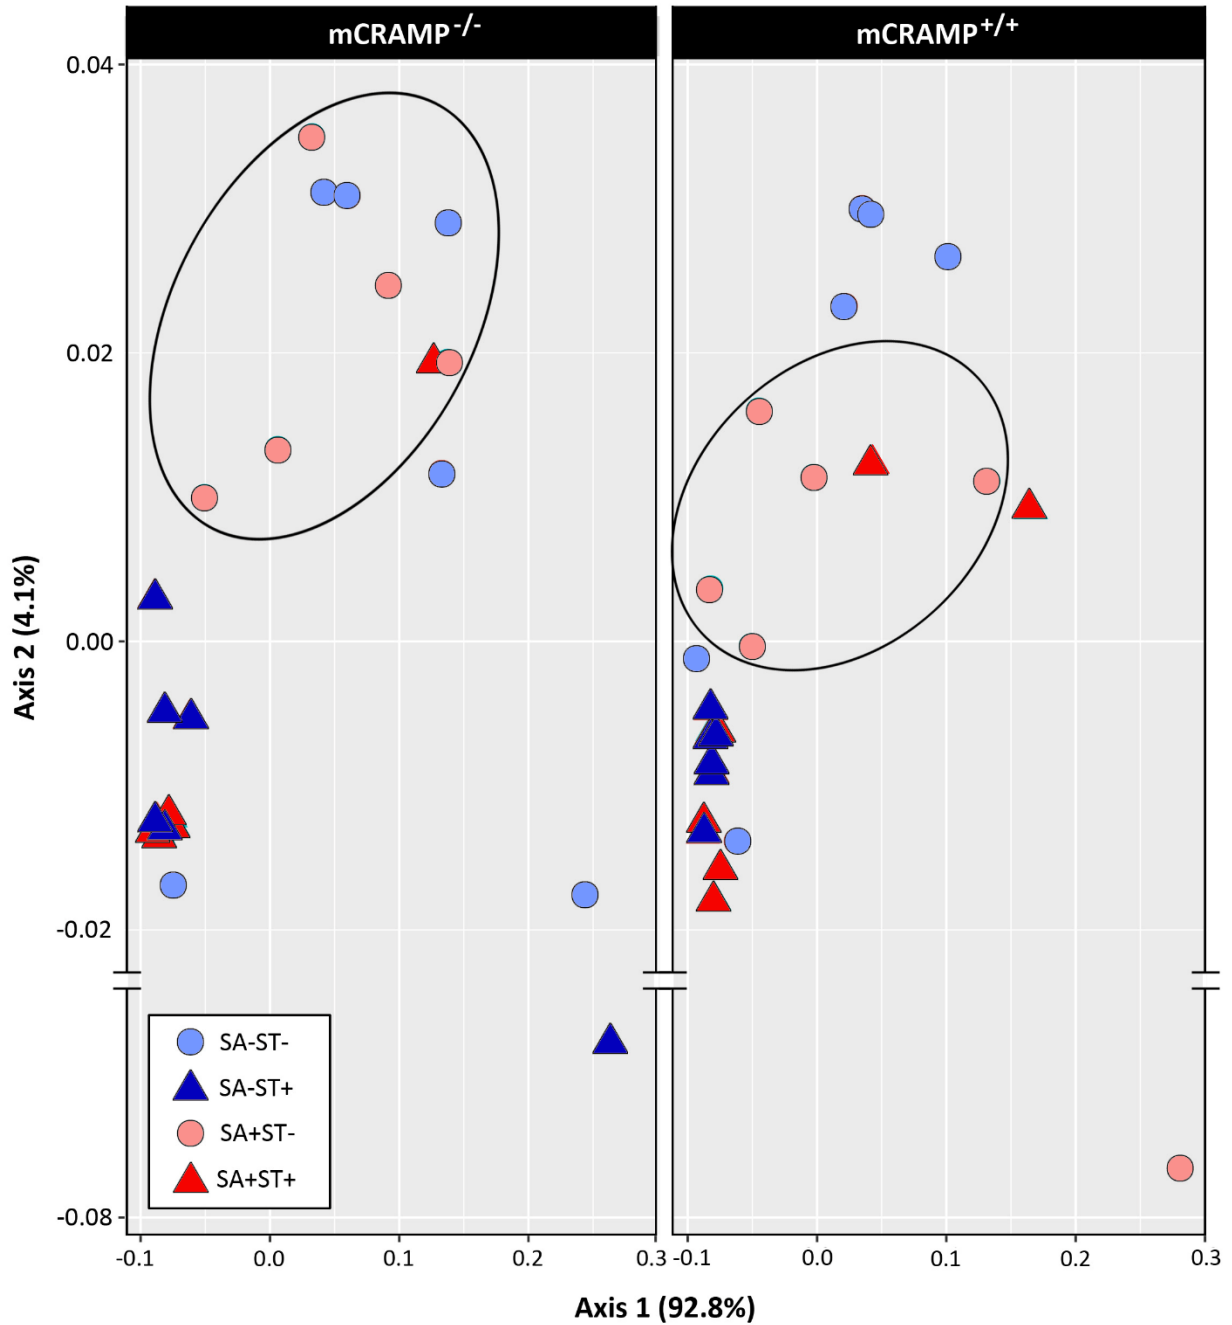 mCRAMP-/-
mCRAMP+/+
0.04
0.02
0.00
-0.02
-0.08
Axis 2 (4.1%)
SA-ST-
SA-ST+
SA+ST-
SA+ST+
-0.1 0.0 0.1 0.2 0.3
-0.1 0.0 0.1 0.2 0.3
Axis 1 (92.8%)